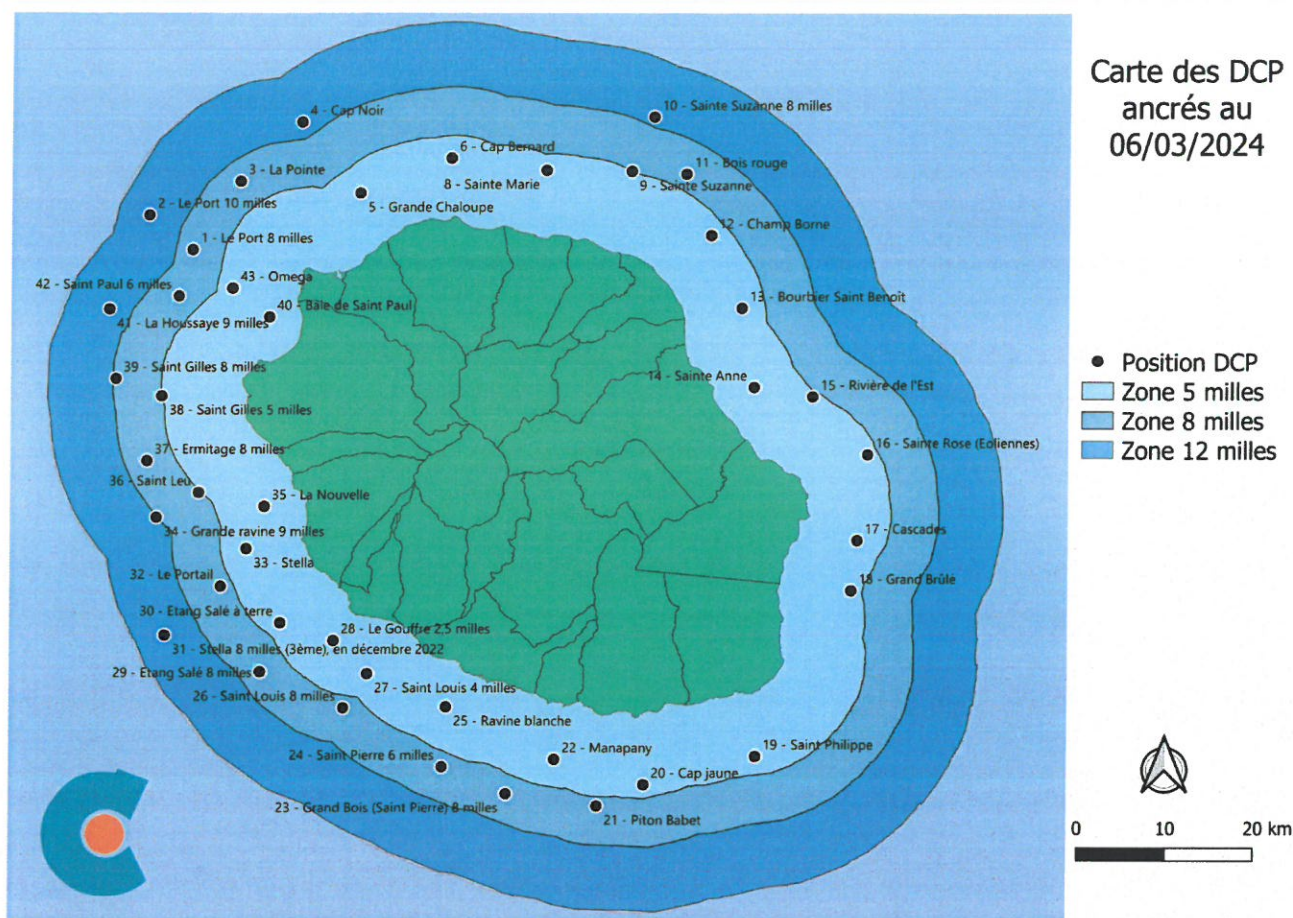 Carte des DCP
ancrés au
06/03/2024
4 - Cap Noir
10 - Sainte Suzanne 8 milles
6 - Cap Bernard
3 - La Pointe
11 - Bois rouge
8 - Sainte Marie
9 - Sainte Suzanne
2 - Le Port 10 milles
5 - Grande Chaloupe
12 - Champ Borne
1 - Le Port 8 milles
43 - Omega
42 - Saint Paul 6 milles
13 - Bourbier Saint Benoît
40 - Baie de Saint Paul
41 - La Houssaye 9 milles
39 - Saint Gilles 8 milles
14 - Sainte Anne
15 - Rivière de l'Est
38 - Saint Gilles 5 milles
16 - Sainte Rose (Eoliennes)
37 - Ermitage 8 milles
36 - Saint Leu
35 - La Nouvelle
34 - Grande ravine 9 milles
17 - Cascades
33 - Stella
32 - Le Portail
18 - Grand Brûlé
30 - Etang Salé à terre
28 - Le Gouffre 2,5 milles
31 - Stella 8 milles (3ème), en décembre 2022
29 - Etang Salé 8 milles
27 - Saint Louis 4 milles
26 - Saint Louis 8 milles
25 - Ravine blanche
19 - Saint Philippe
22 - Manapany
24 - Saint Pierre 6 milles
20 - Cap jaune
23 - Grand Bois (Saint Pierre) 8 milles
21 - Piton Babet
Position DCP
Zone 5 milles
Zone 8 milles
Zone 12 milles
0 10 20 km